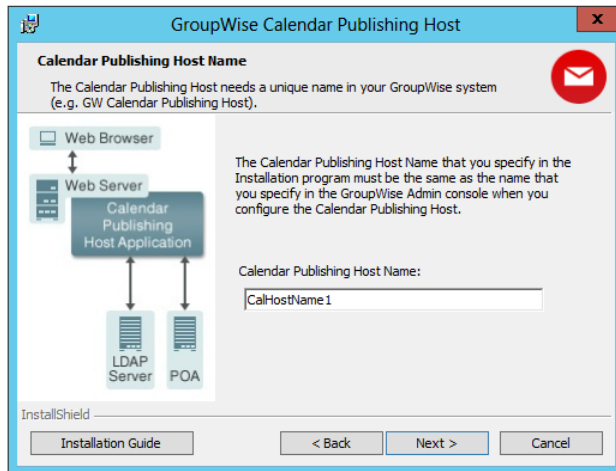 GroupWise Calendar Publishing Host
x
Calendar Publishing Host Name
The Calendar Publishing Host needs a unique name in your GroupWise system
(e.g. GW Calendar Publishing Host).
Web Browser
Web Server
Calendar
Publishing
Host Application
LDAP
Server
POA
The Calendar Publishing Host Name that you specify in the
Installation program must be the same as the name that
you specify in the GroupWise Admin console when you
configure the Calendar Publishing Host.
Calendar Publishing Host Name:
CalHostName1
InstallShield
Installation Guide
< Back
Next >
Cancel